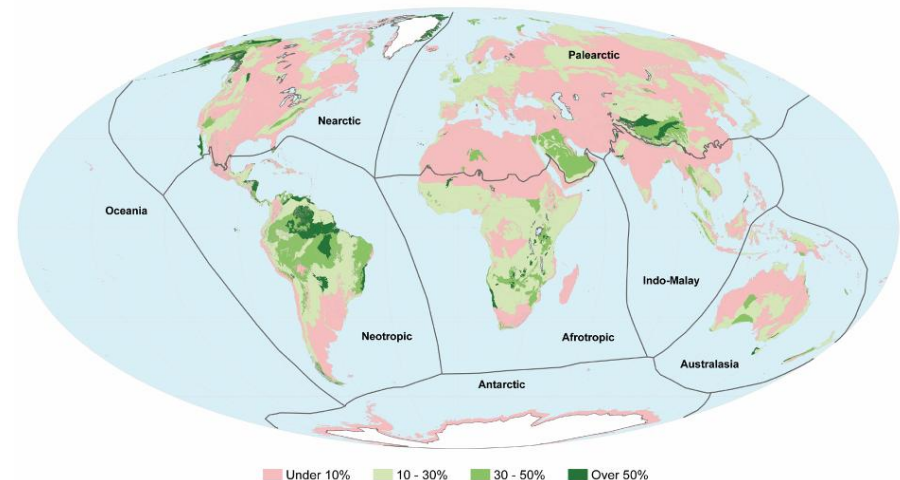 Palearctic
Nearctic
Oceania
Indo-Malay
Neotropic
Afrotropic
Australasia
Antarctic
Under 10%
10 - 30%
30 - 50%
Over 50%